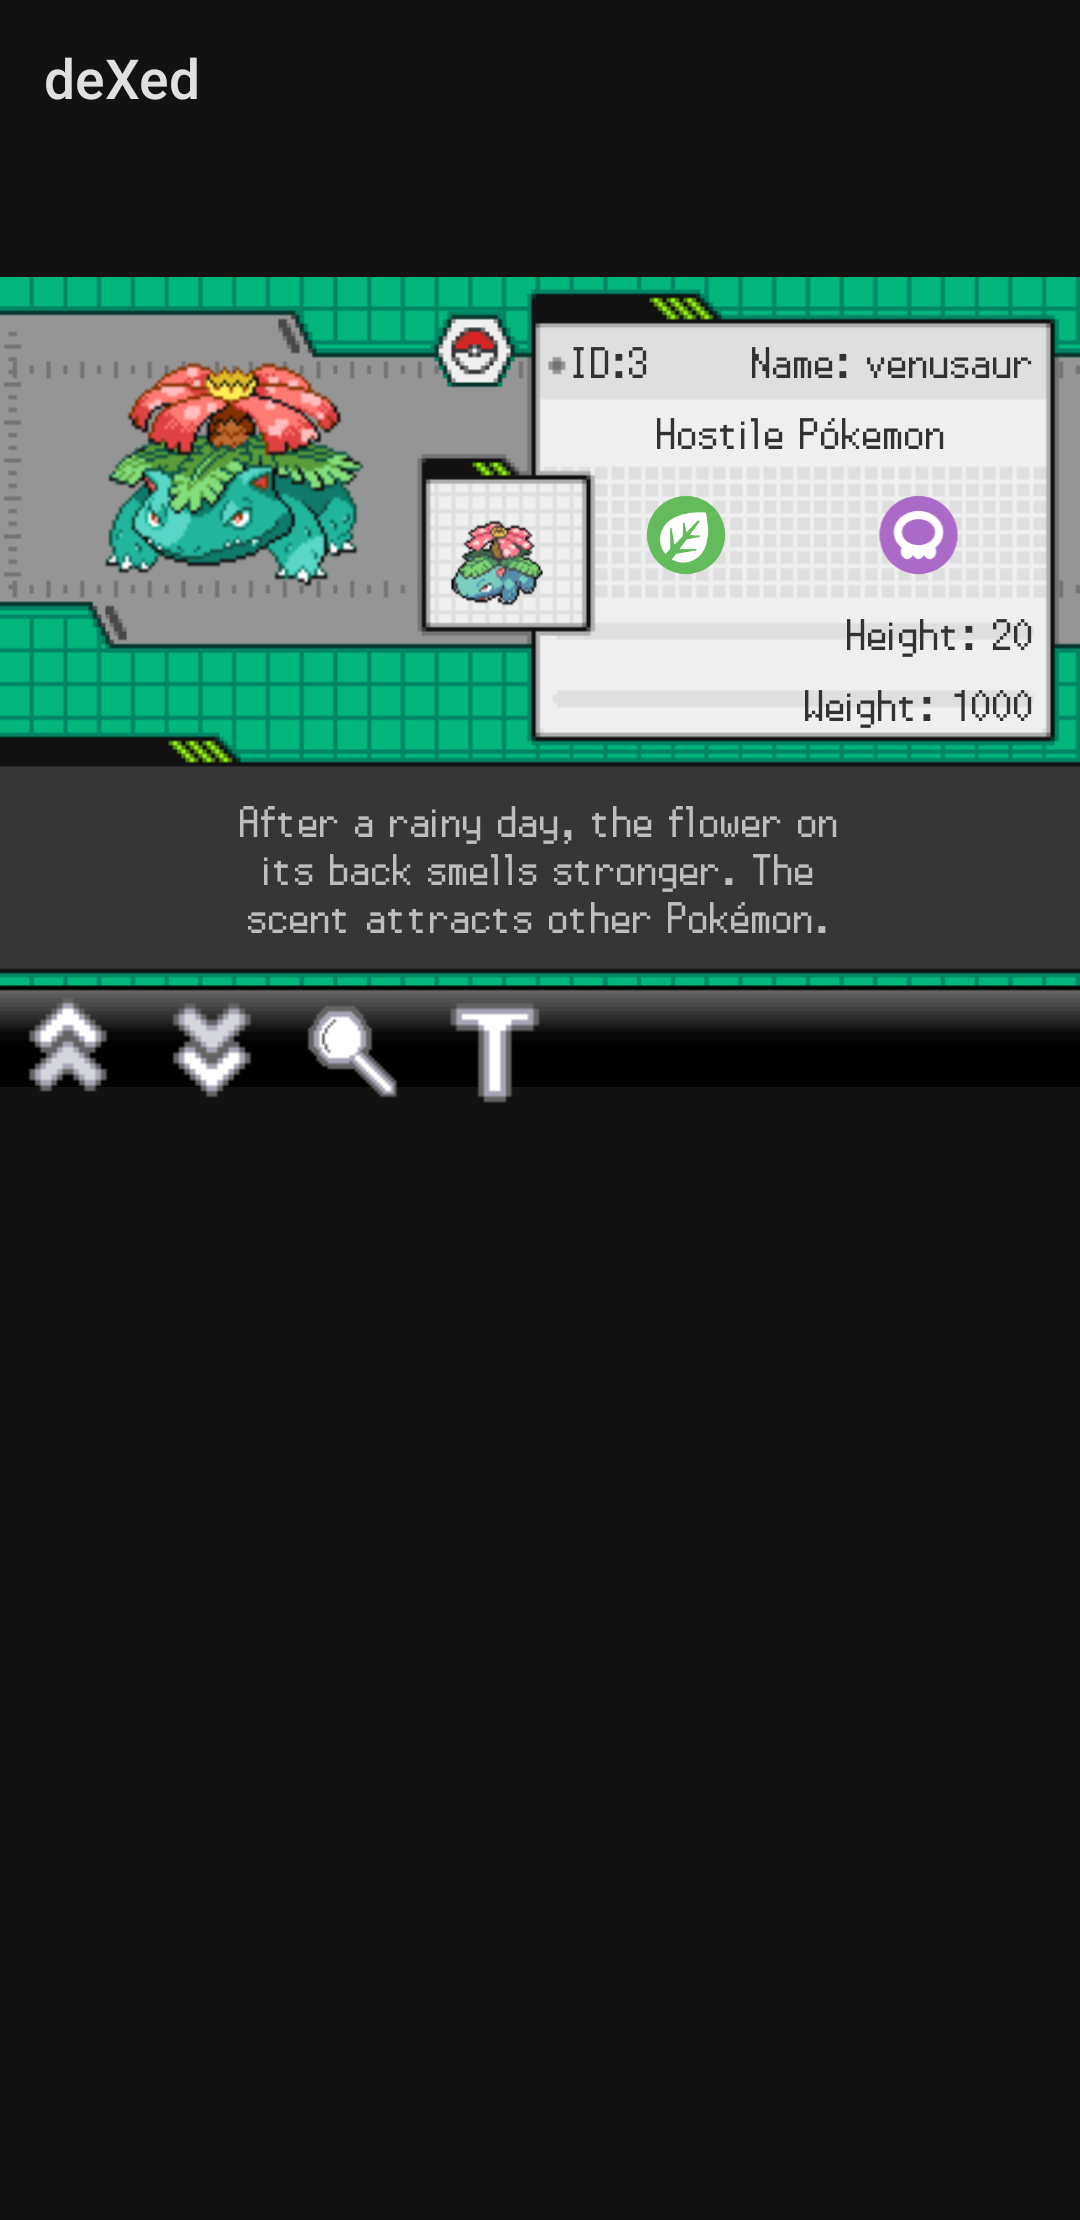 deXed
ID:3 Name: venusaur
Hostile Pókemon
Height: 20
Weight: 1000
After a rainy day, the flower on
its back smells stronger. The
scent attracts other Pokémon.
T